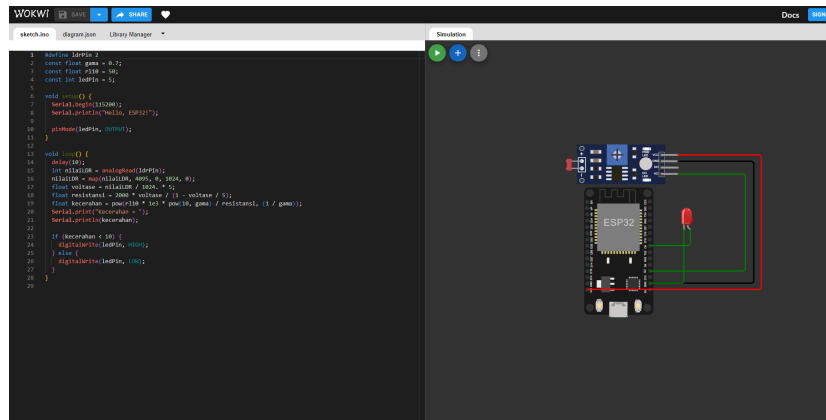 WOKWI SAVE SHARE Docs SIGN
sketch.ino diagram.json Library Manager Simulation
1 #define ldrPin 2
2 const float gama = 0.7;
3 const float rl10 = 50;
4 const int ledPin = 5;
5
6 void setup() {
7 Serial.begin(115200);
8 Serial.println("Hello, ESP32!");
9
10 pinMode(ledPin, OUTPUT);
11 }
12
13 void loop() {
14 delay(10);
15 int nilaiLDR = analogRead(ldrPin);
16 nilaiLDR = map(nilaiLDR, 4095, 0, 1024, 0);
17 float voltase = nilaiLDR / 1024. * 5;
18 float resistansi = 2000 * voltase / (1 - voltase / 5);
19 float kecerahan = pow(rl10 * 1e3 * pow(10, gama) / resistansi, (1 / gama));
20 Serial.print("Kecerahan = ");
21 Serial.println(kecerahan);
22
23 if (kecerahan < 10) {
24 digitalWrite(ledPin, HIGH);
25 } else {
26 digitalWrite(ledPin, LOW);
27 }
28 }
29
ESP32